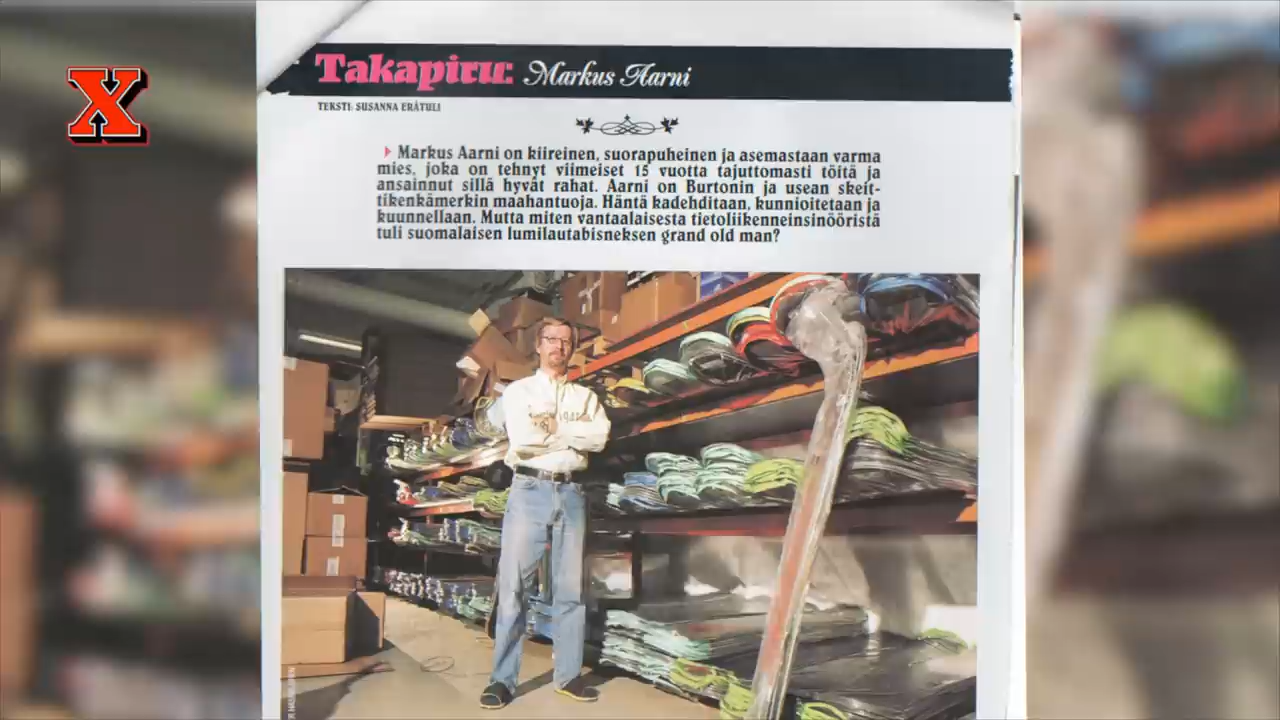 X
Takapiru: Markus Aarni
TEKSTI: SUSANNA ERÄTULI
Markus Aarni on kiireinen, suorapuheinen ja asemastaan varma
mies, joka on tehnyt viimeiset 15 vuotta tajuttomasti töitä ja
ansainnut sillä hyvät rahat. Aarni on Burtonin ja usean skeit-
tikenkämerkin maahantuoja. Häntä kadehditaan, kunnioitetaan ja
kuunnellaan. Mutta miten vantaalaisesta tietoliikenneinsinööristä
tuli suomalaisen lumilautabisneksen grand old man?